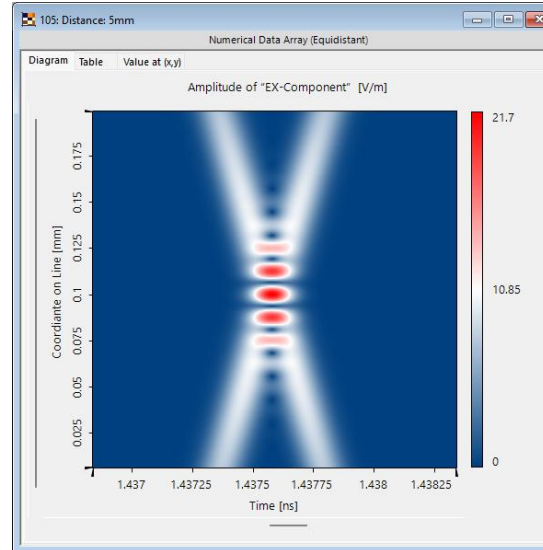 105: Distance: 5mm
Numerical Data Array (Equidistant)
Diagram Table Value at (x,y)
Amplitude of "EX-Component" [V/m]
21.7
10.85
0
0.175
0.15
0.125
0.1
0.075
0.05
0.025
Coordiante on Line [mm]
1.437 1.43725 1.4375 1.43775 1.438 1.43825
Time [ns]